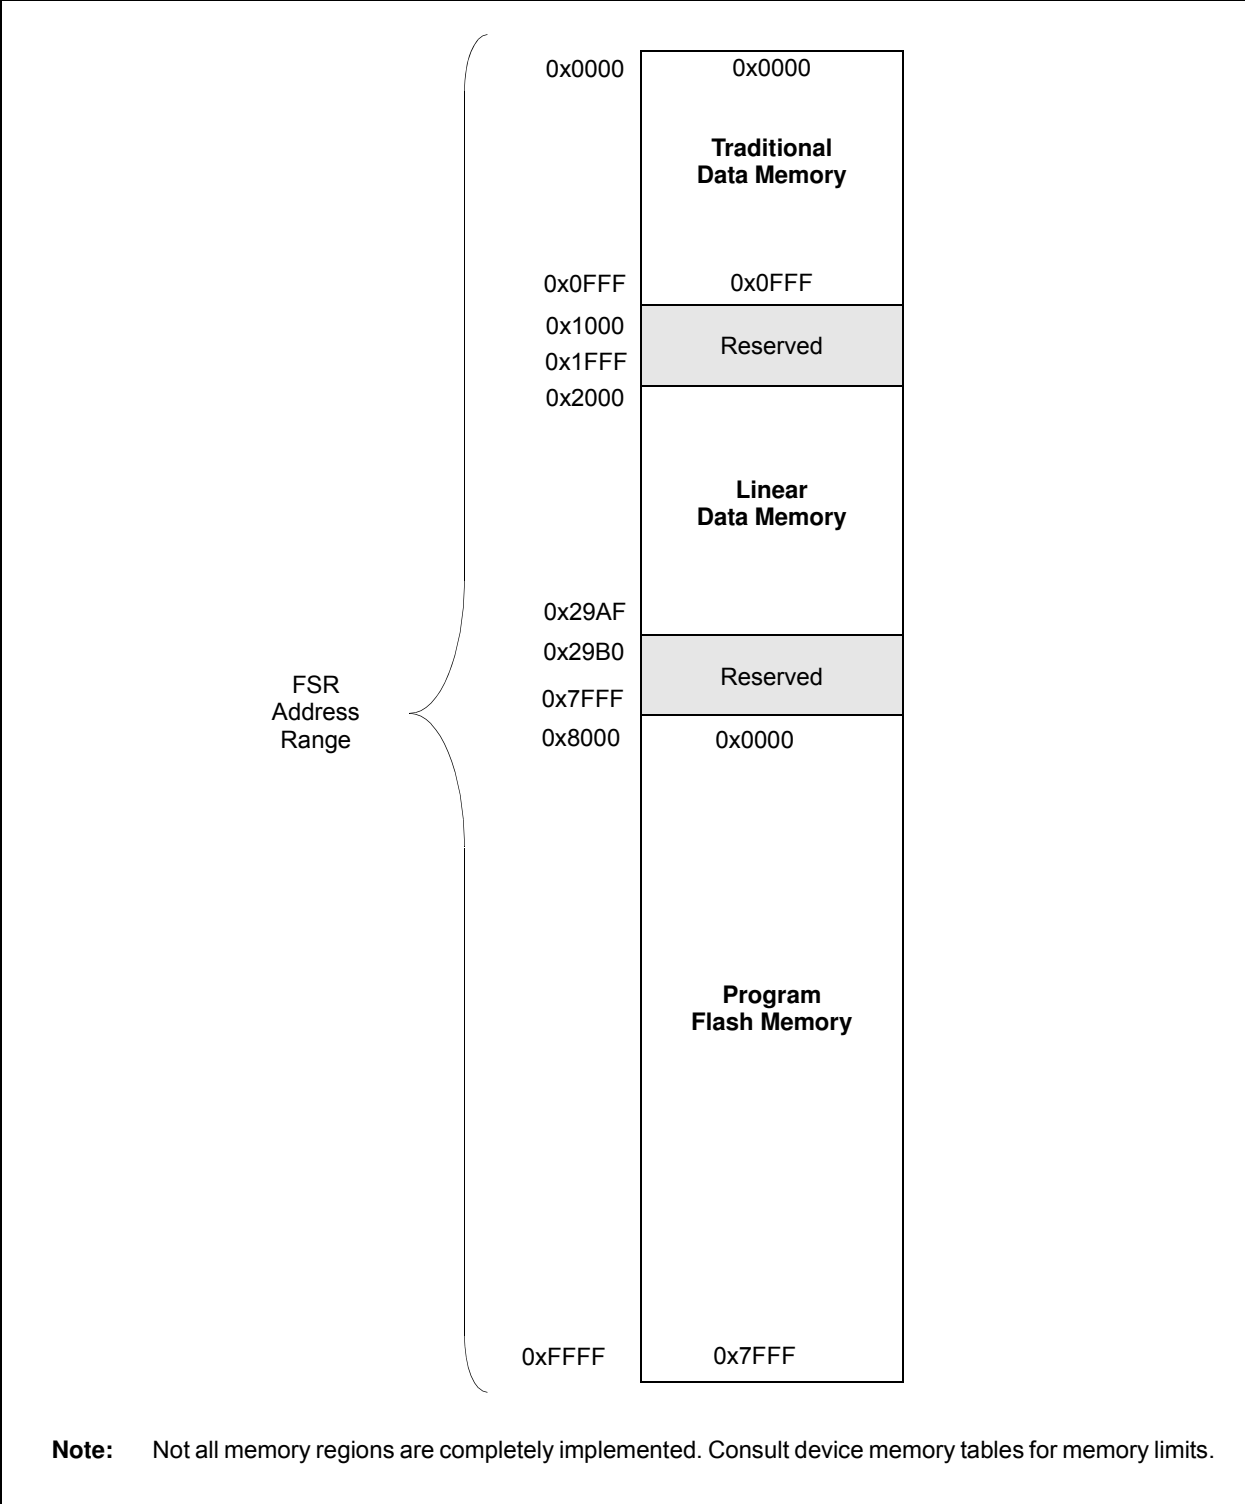 0x0000 0x0000
Traditional
Data Memory
0x0FFF 0x0FFF
0x1000
Reserved
0x1FFF
0x2000
Linear
Data Memory
0x29AF
0x29B0
Reserved
0x7FFF
FSR
Address
Range
0x8000 0x0000
Program
Flash Memory
0xFFFF 0x7FFF
Note: Not all memory regions are completely implemented. Consult device memory tables for memory limits.